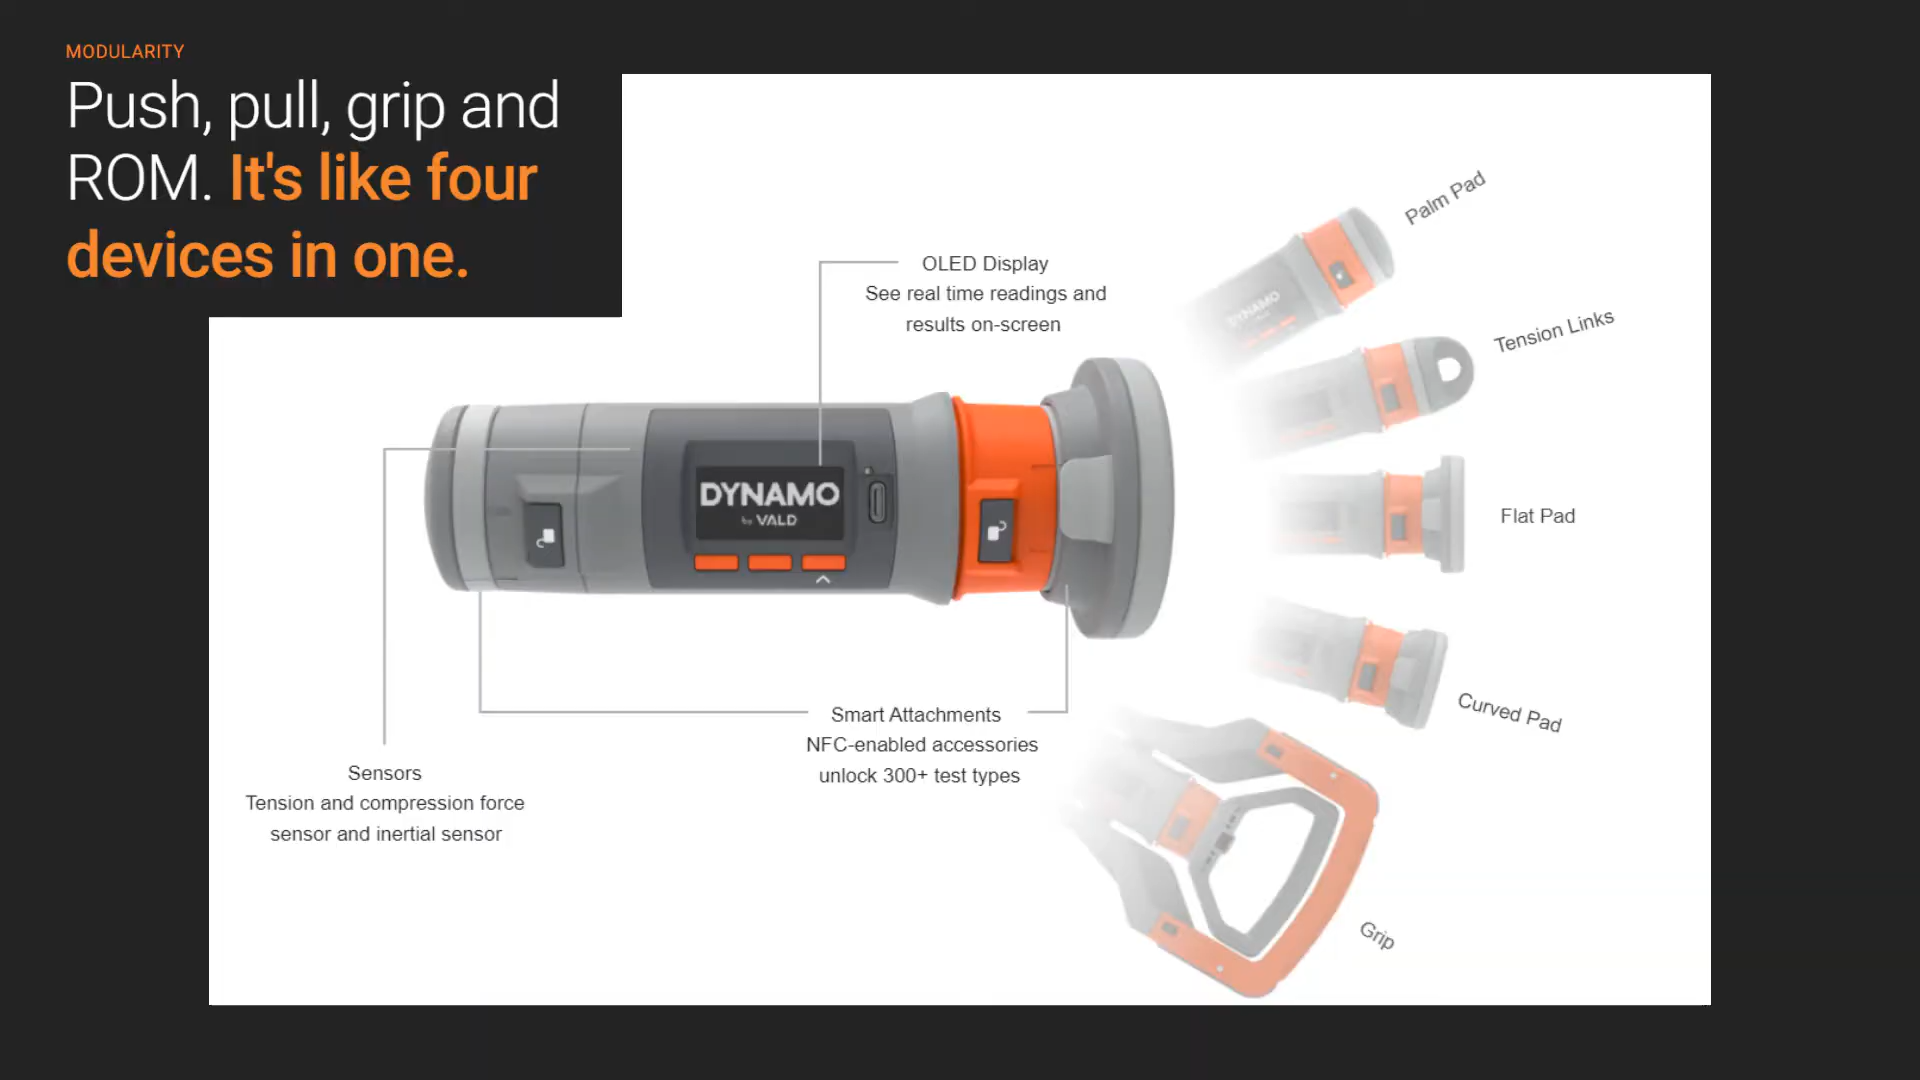 MODULARITY
Push, pull, grip and
ROM. It's like four
devices in one.
OLED Display
See real time readings and
results on-screen
DYNAMO
by VALD
Sensors
Tension and compression force
sensor and inertial sensor
Smart Attachments
NFC-enabled accessories
unlock 300+ test types
Palm Pad
DYNAMO
Tension Links
Flat Pad
Curved Pad
Grip